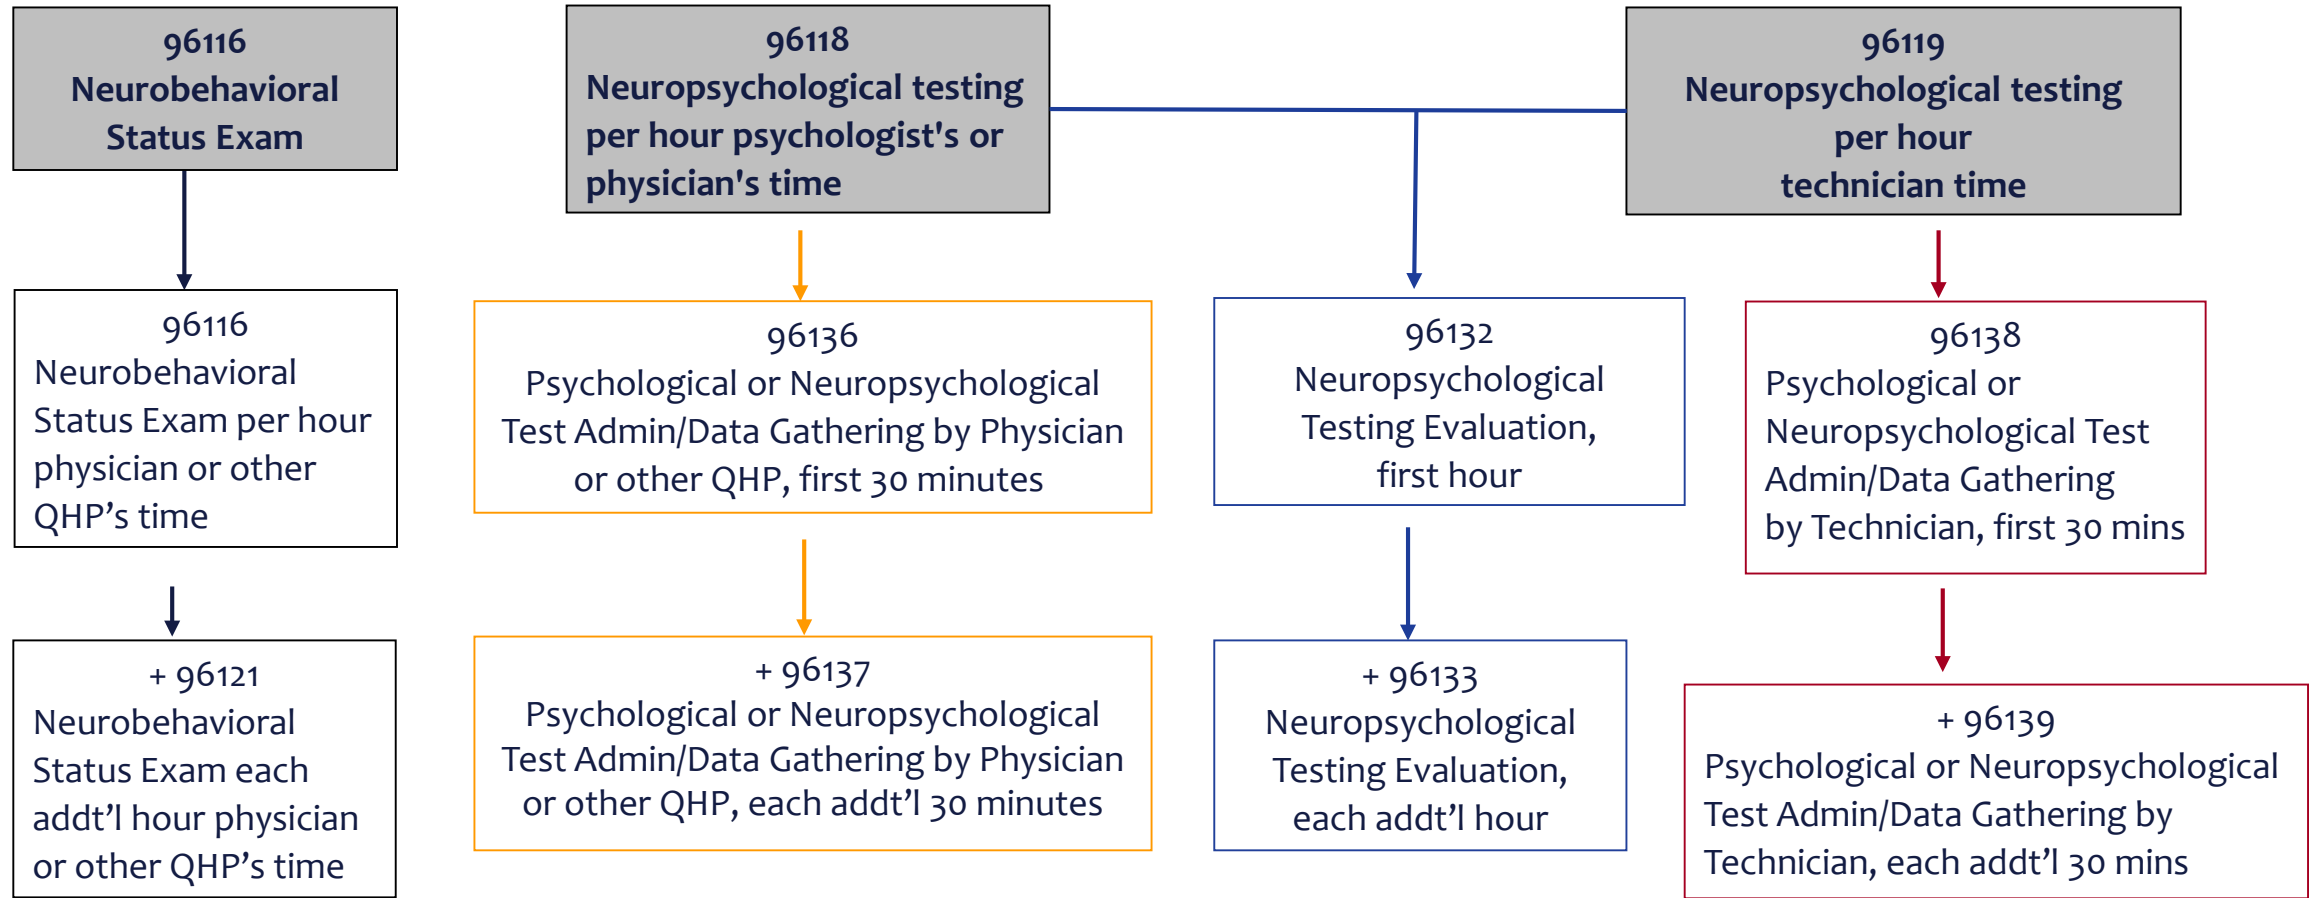 96116
Neurobehavioral
Status Exam
96118
Neuropsychological testing
per hour psychologist's or
physician's time
96119
Neuropsychological testing
per hour
technician time
96116
Neurobehavioral
Status Exam per hour
physician or other
QHP’s time
96136
Psychological or Neuropsychological
Test Admin/Data Gathering by Physician
or other QHP, first 30 minutes
96132
Neuropsychological
Testing Evaluation,
first hour
96138
Psychological or
Neuropsychological Test
Admin/Data Gathering
by Technician, first 30 mins
+ 96121
Neurobehavioral
Status Exam each
addt’l hour physician
or other QHP’s time
+ 96137
Psychological or Neuropsychological
Test Admin/Data Gathering by Physician
or other QHP, each addt’l 30 minutes
+ 96133
Neuropsychological
Testing Evaluation,
each addt’l hour
+ 96139
Psychological or Neuropsychological
Test Admin/Data Gathering by
Technician, each addt’l 30 mins